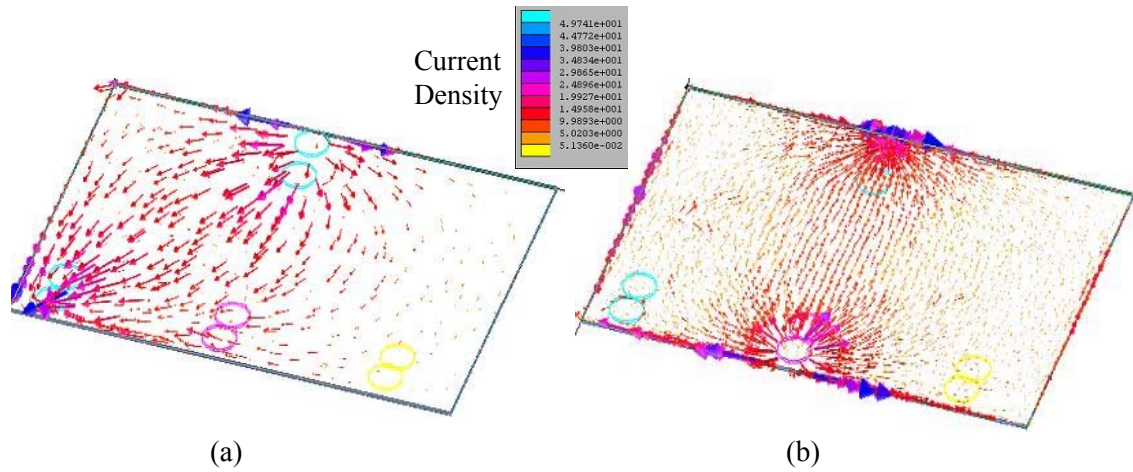 Current
Density
4.9741e+001
4.4772e+001
3.9803e+001
3.4834e+001
2.9865e+001
2.4896e+001
1.9927e+001
1.4958e+001
9.9893e+000
5.0203e+000
5.1360e-002
(a)
(b)